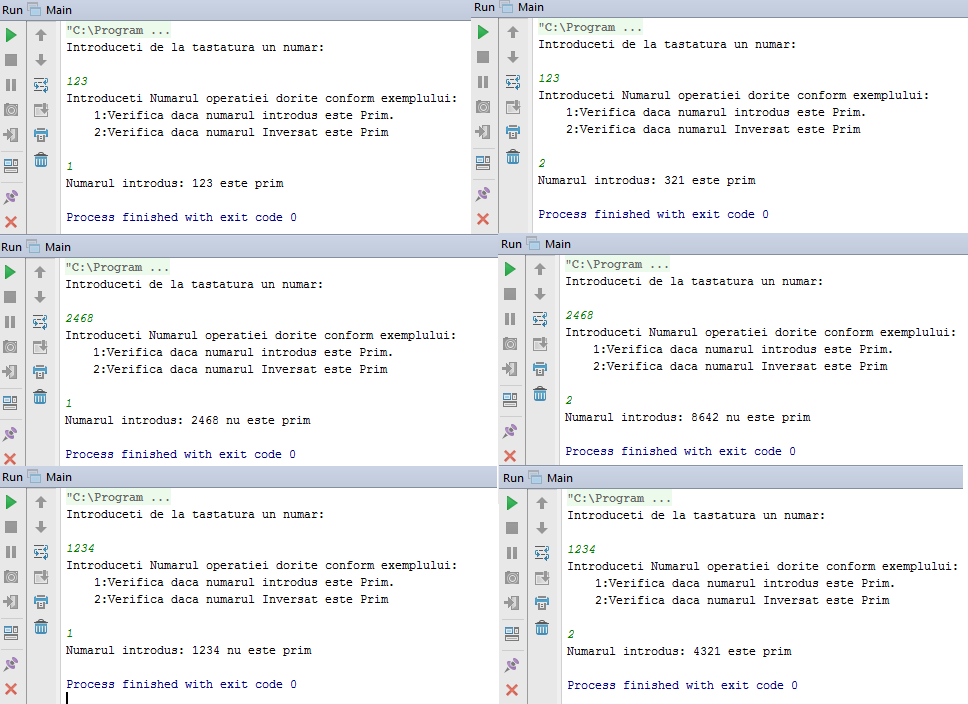 Run Main
"C:\Program ...
Introduceti de la tastatura un numar:
123
Introduceti Numarul operatiei dorite conform exemplului:
1:Verifica daca numarul introdus este Prim.
2:Verifica daca numarul Inversat este Prim
1
Numarul introdus: 123 este prim
Process finished with exit code 0
Run Main
"C:\Program ...
Introduceti de la tastatura un numar:
123
Introduceti Numarul operatiei dorite conform exemplului:
1:Verifica daca numarul introdus este Prim.
2:Verifica daca numarul Inversat este Prim
2
Numarul introdus: 321 este prim
Process finished with exit code 0
Run Main
"C:\Program ...
Introduceti de la tastatura un numar:
2468
Introduceti Numarul operatiei dorite conform exemplului:
1:Verifica daca numarul introdus este Prim.
2:Verifica daca numarul Inversat este Prim
1
Numarul introdus: 2468 nu este prim
Process finished with exit code 0
Run Main
"C:\Program ...
Introduceti de la tastatura un numar:
2468
Introduceti Numarul operatiei dorite conform exemplului:
1:Verifica daca numarul introdus este Prim.
2:Verifica daca numarul Inversat este Prim
2
Numarul introdus: 8642 nu este prim
Process finished with exit code 0
Run Main
"C:\Program ...
Introduceti de la tastatura un numar:
1234
Introduceti Numarul operatiei dorite conform exemplului:
1:Verifica daca numarul introdus este Prim.
2:Verifica daca numarul Inversat este Prim
1
Numarul introdus: 1234 nu este prim
Process finished with exit code 0
Run Main
"C:\Program ...
Introduceti de la tastatura un numar:
1234
Introduceti Numarul operatiei dorite conform exemplului:
1:Verifica daca numarul introdus este Prim.
2:Verifica daca numarul Inversat este Prim
2
Numarul introdus: 4321 este prim
Process finished with exit code 0